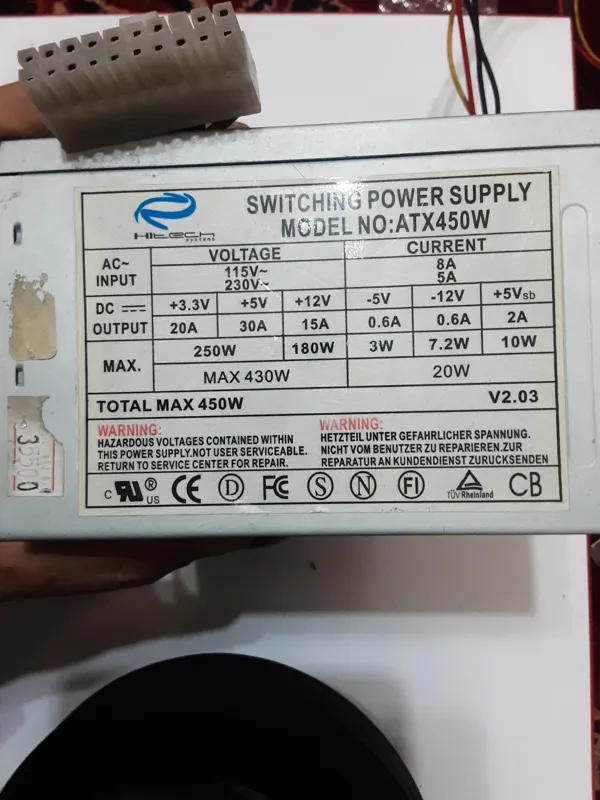 Hitech
systems
SWITCHING POWER SUPPLY
MODEL NO:ATX450W
AC~ INPUT
VOLTAGE CURRENT
115V~ 8A
230V~ 5A
DC OUTPUT
+3.3V +5V +12V -5V -12V +5Vsb
20A 30A 15A 0.6A 0.6A 2A
MAX.
250W 180W 3W 7.2W 10W
MAX 430W 20W
TOTAL MAX 450W V2.03
WARNING:
HAZARDOUS VOLTAGES CONTAINED WITHIN
THIS POWER SUPPLY.NOT USER SERVICEABLE.
RETURN TO SERVICE CENTER FOR REPAIR.
WARNING:
HETZTEIL UNTER GEFÄHRLICHER SPANNUNG.
NICHT VOM BENUTZER ZU REPARIEREN.ZUR
REPARATUR AN KUNDENDIENST ZURÜCKSENDEN
c RU ® US CE D FC S N FI TÜV Rheinland CB